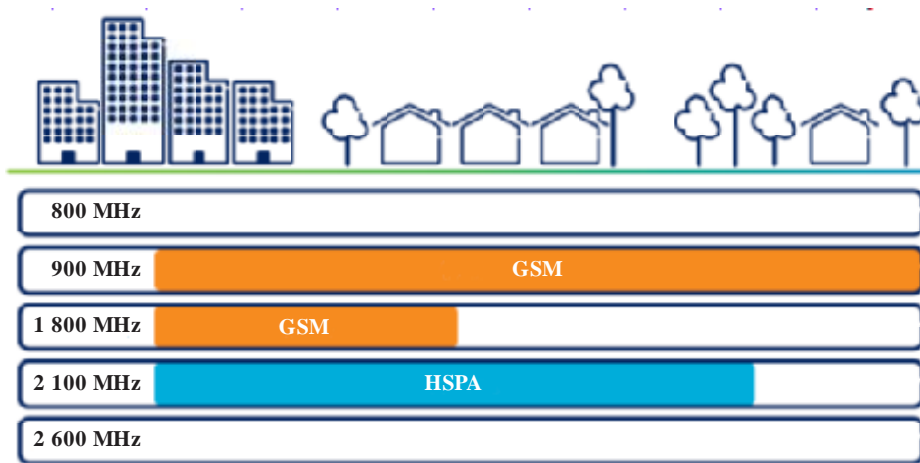 800 MHz
900 MHz GSM
1 800 MHz GSM
2 100 MHz HSPA
2 600 MHz